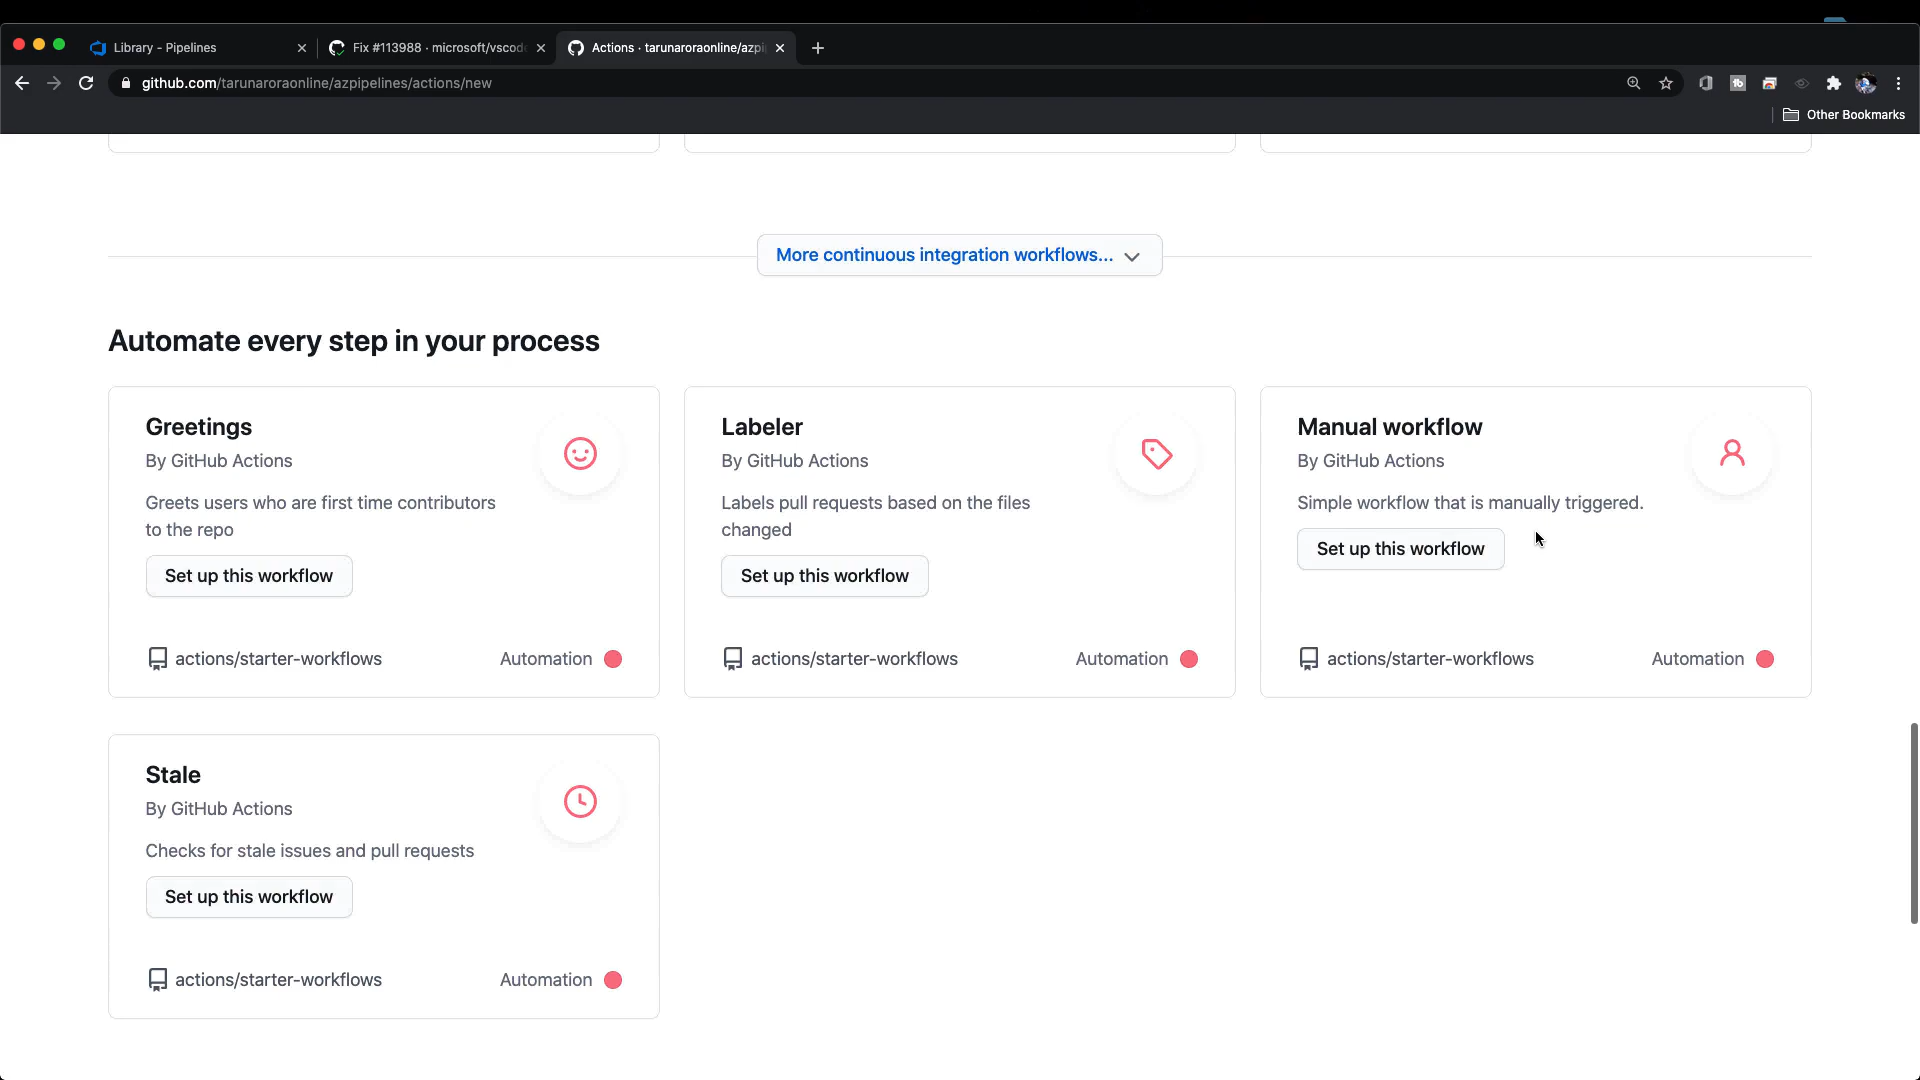 Library - Pipelines
Fix #113988 · microsoft/vscod
Actions · tarunaroraonline/azpi
github.com/tarunaroraonline/azpipelines/actions/new
Other Bookmarks
More continuous integration workflows...
Automate every step in your process
Greetings
By GitHub Actions
Greets users who are first time contributors
to the repo
Set up this workflow
actions/starter-workflows
Automation
Labeler
By GitHub Actions
Labels pull requests based on the files
changed
Set up this workflow
actions/starter-workflows
Automation
Manual workflow
By GitHub Actions
Simple workflow that is manually triggered.
Set up this workflow
actions/starter-workflows
Automation
Stale
By GitHub Actions
Checks for stale issues and pull requests
Set up this workflow
actions/starter-workflows
Automation